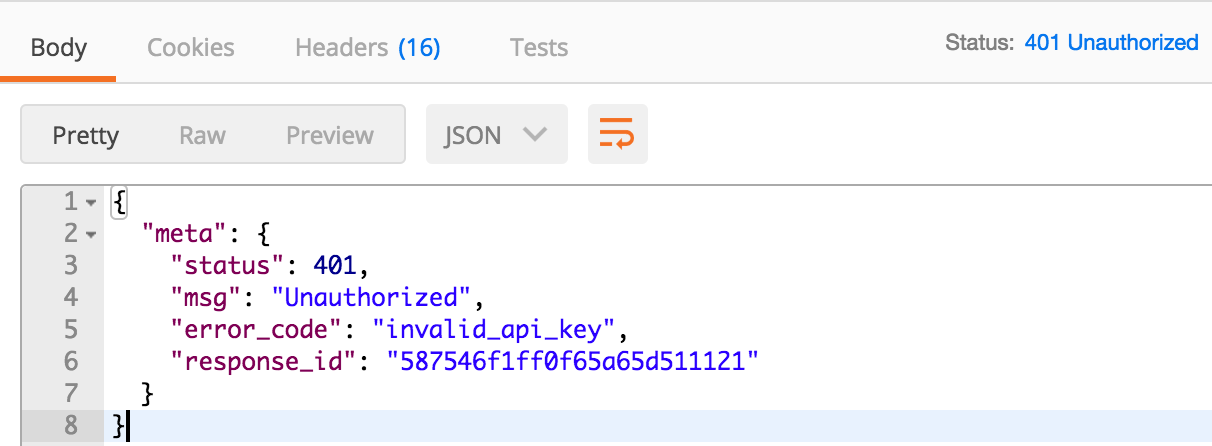 Body Cookies Headers (16) Tests Status: 401 Unauthorized
Pretty Raw Preview JSON
1 {
2 "meta": {
3 "status": 401,
4 "msg": "Unauthorized",
5 "error_code": "invalid_api_key",
6 "response_id": "587546f1ff0f65a65d511121"
7 }
8 }